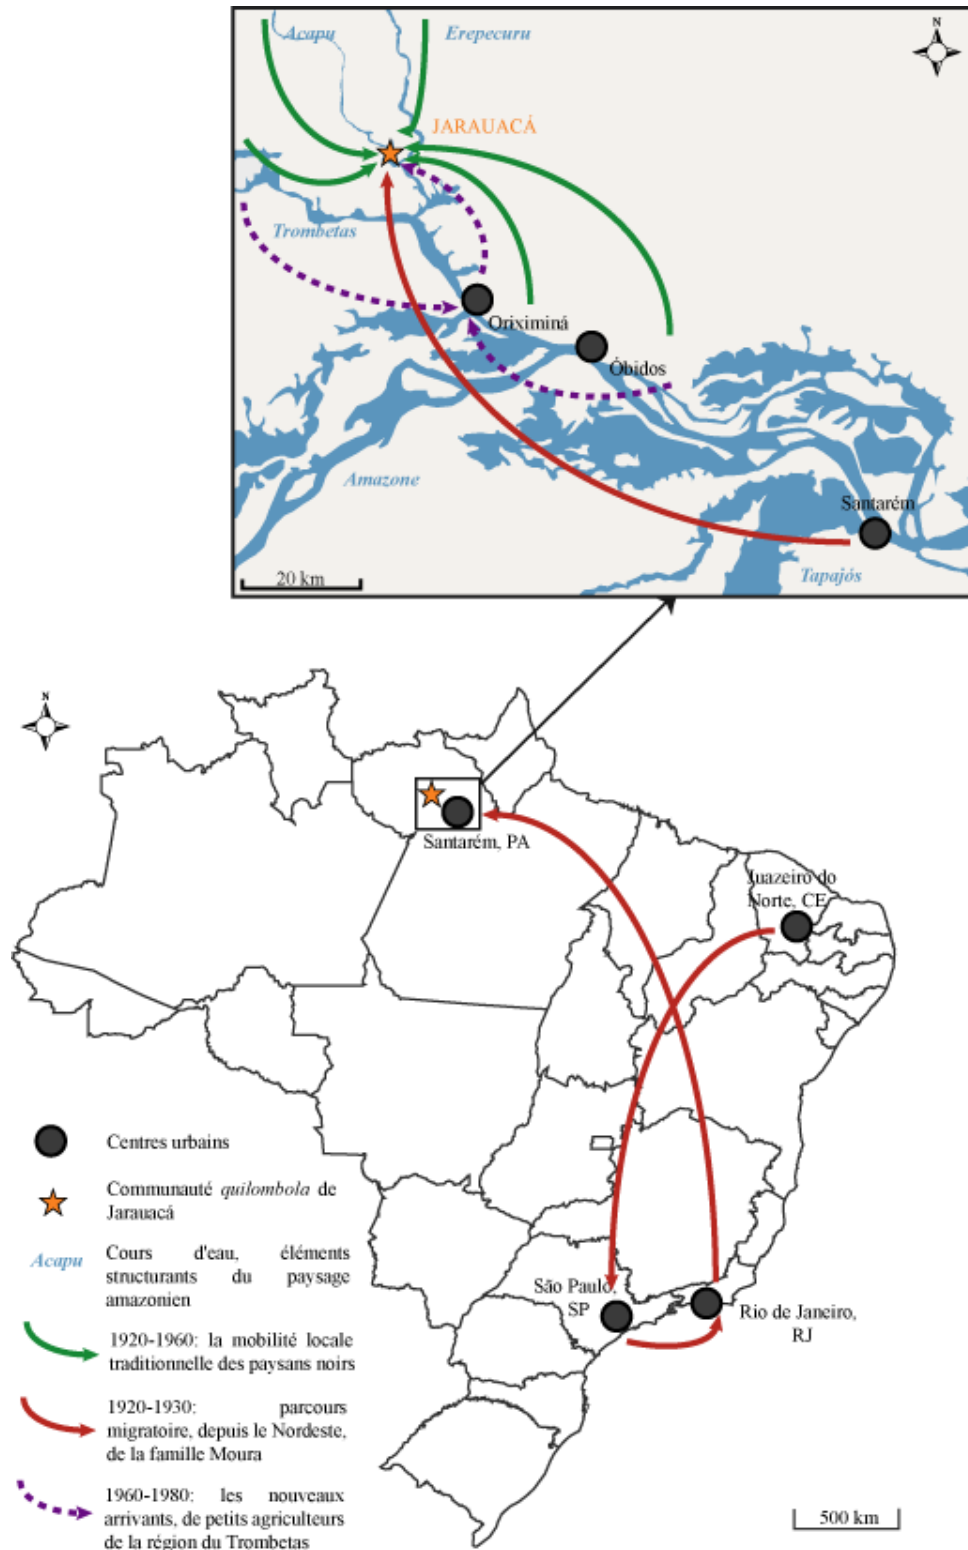 N
Acapu
Erepecuru
JARAUACÁ
Trombetas
Oriximiná
Óbidos
Amazone
Santarém
Tapajós
20 km
N
Santarém, PA
Juazeiro do
Norte, CE
São Paulo,
SP
Rio de Janeiro,
RJ
Centres urbains
Communauté quilombola de
Jarauacá
Acapu
Cours d'eau, éléments
structurants du paysage
amazonien
1920-1960: la mobilité locale
traditionnelle des paysans noirs
1920-1930: parcours
migratoire, depuis le Nordeste,
de la famille Moura
1960-1980: les nouveaux
arrivants, de petits agriculteurs
de la région du Trombetas
500 km